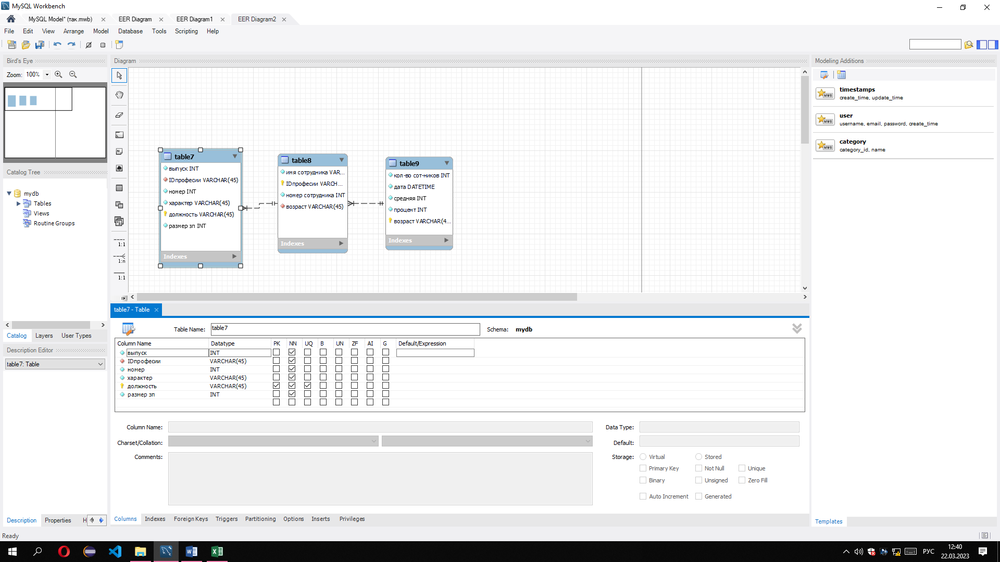 MySQL Workbench
MySQL Model* (так.mwb)
EER Diagram
EER Diagram1
EER Diagram2
File Edit View Arrange Model Database Tools Scripting Help
Bird's Eye
Zoom: 100%
Catalog Tree
mydb
Tables
Views
Routine Groups
Catalog Layers User Types
Description Editor
table7: Table
Description Properties H
Diagram
1:1
1:n
1:1
table7
выпуск INT
IDпрофесии VARCHAR(45)
номер INT
характер VARCHAR(45)
должность VARCHAR(45)
размер зп INT
Indexes
table8
имя сотрудника VAR...
IDпрофесии VARCH...
номер сотрудника INT
возраст VARCHAR(45)
Indexes
table9
кол-во сот-ников INT
дата DATETIME
средняя INT
процент INT
возраст VARCHAR(4...
Indexes
table7 - Table
Table Name: table7 Schema: mydb
Column Name Datatype PK NN UQ B UN ZF AI G Default/Expression
выпуск INT
IDпрофесии VARCHAR(45)
номер INT
характер VARCHAR(45)
должность VARCHAR(45)
размер зп INT
Column Name: Data Type:
Charset/Collation: Default:
Comments: Storage: Virtual Stored
Primary Key Not Null Unique
Binary Unsigned Zero Fill
Auto Increment Generated
Columns Indexes Foreign Keys Triggers Partitioning Options Inserts Privileges
Modeling Additions
MWB
timestamps
create_time, update_time
MWB
user
username, email, password, create_time
MWB
category
category_id, name
Templates
Ready
РУС
12:40
22.03.2023